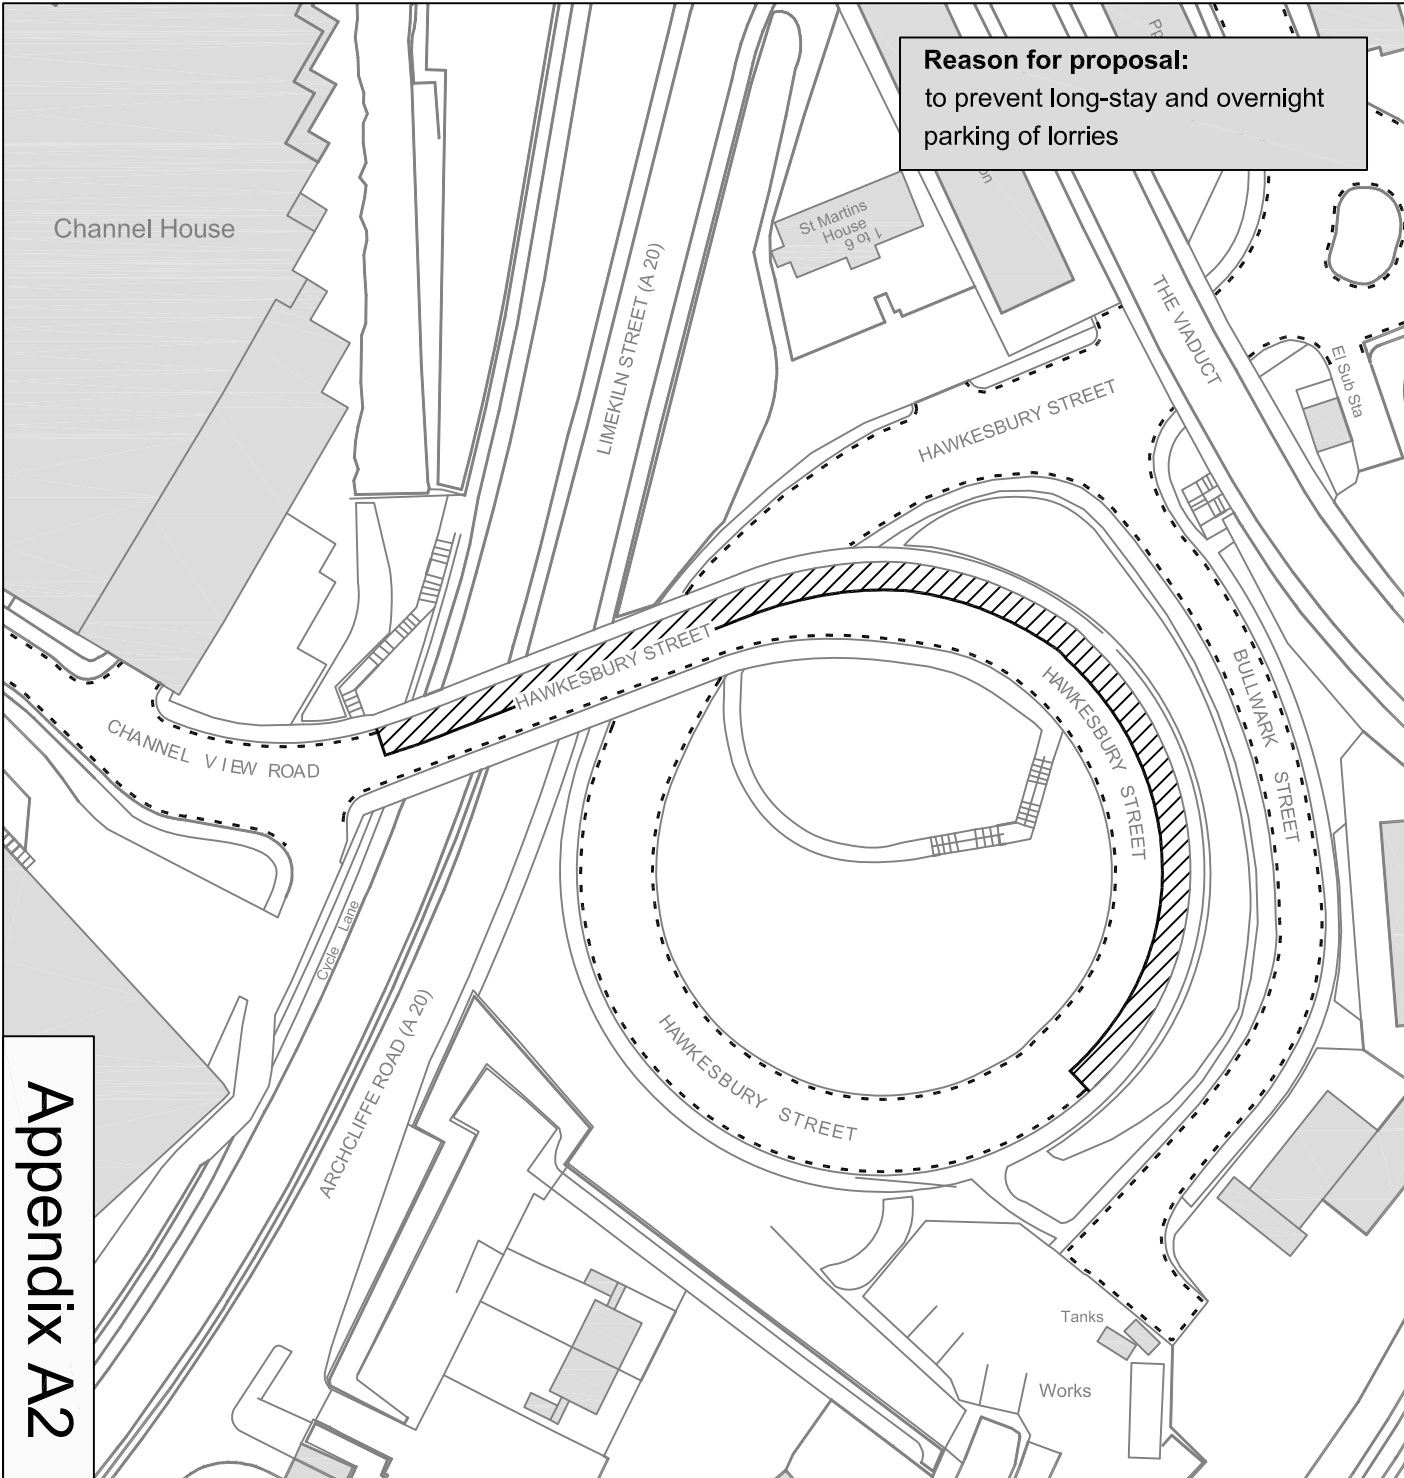 Reason for proposal:
to prevent long-stay and overnight
parking of lorries
Channel House
St Martins
House
1 to 6
LIMEKILN STREET (A 20)
THE VIADUCT
El Sub Sta
HAWKESBURY STREET
HAWKESBURY STREET
HAWKESBURY STREET
BULLWARK STREET
CHANNEL VIEW ROAD
Cycle Lane
ARCHCLIFFE ROAD (A 20)
HAWKESBURY STREET
Tanks
Works
Appendix A2